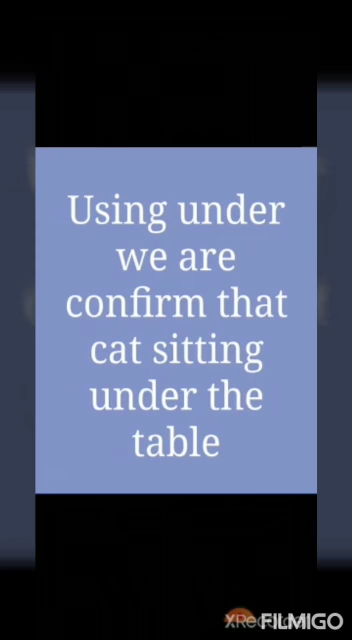 Using under
we are
confirm that
cat sitting
under the
table
FILMIGO